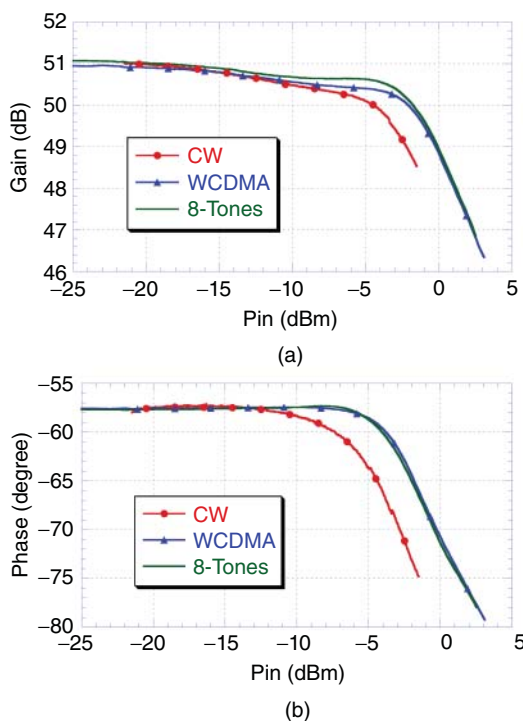 52
51
50
49
48
47
46
Gain (dB)
CW
WCDMA
8-Tones
−25 −20 −15 −10 −5 0 5
Pin (dBm)
(a)
−55
−60
−65
−70
−75
−80
Phase (degree)
CW
WCDMA
8-Tones
−25 −20 −15 −10 −5 0 5
Pin (dBm)
(b)